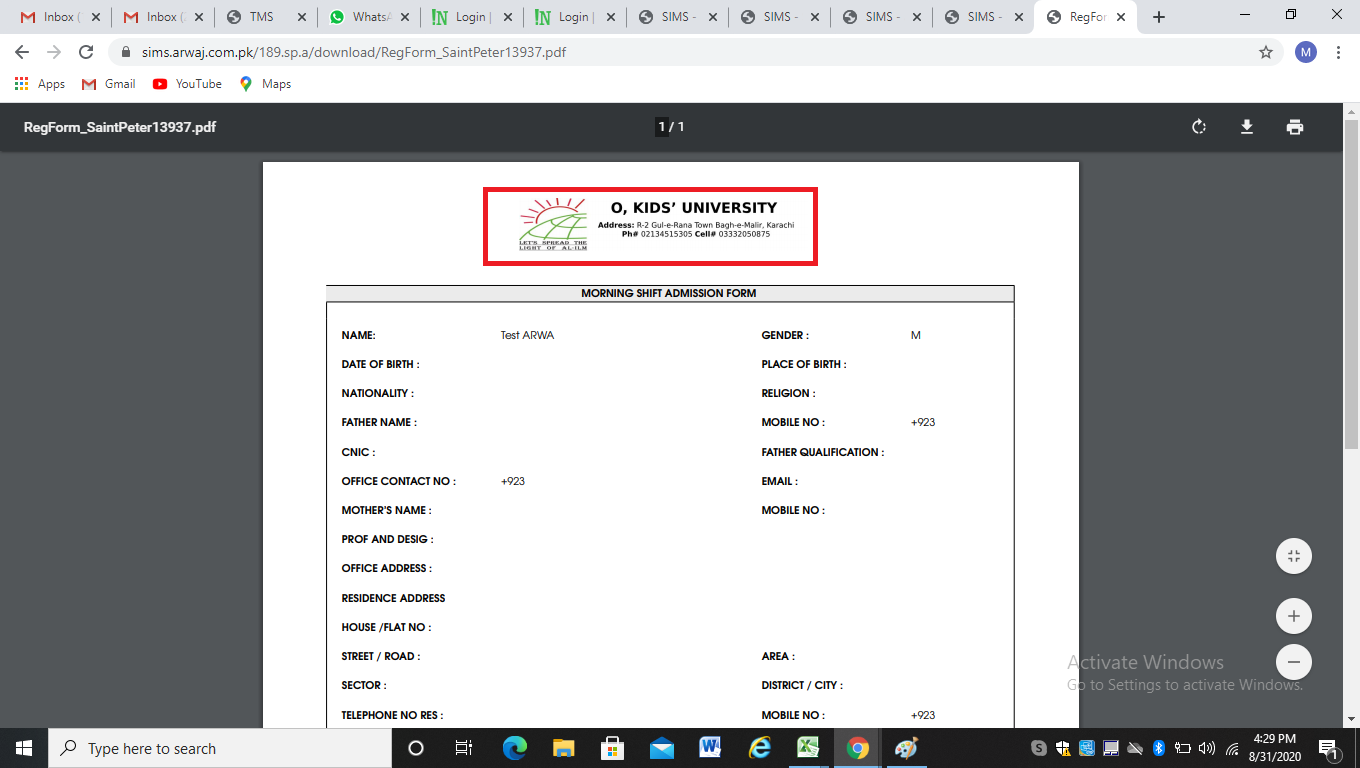 Inbox (
Inbox (
TMS
WhatsA
Login |
Login |
SIMS -
SIMS -
SIMS -
SIMS -
RegFor
sims.arwaj.com.pk/189.sp.a/download/RegForm_SaintPeter13937.pdf
M
Apps
Gmail
YouTube
Maps
RegForm_SaintPeter13937.pdf
1 / 1
O, KIDS’ UNIVERSITY
Address: R-2 Gul-e-Rana Town Bagh-e-Malir, Karachi
Ph# 02134515305 Cell# 03332050875
LET'S SPREAD THE
LIGHT OF AL-ILM
MORNING SHIFT ADMISSION FORM
NAME: Test ARWA GENDER : M
DATE OF BIRTH : PLACE OF BIRTH :
NATIONALITY : RELIGION :
FATHER NAME : MOBILE NO : +923
CNIC : FATHER QUALIFICATION :
OFFICE CONTACT NO : +923 EMAIL :
MOTHER'S NAME : MOBILE NO :
PROF AND DESIG :
OFFICE ADDRESS :
RESIDENCE ADDRESS
HOUSE /FLAT NO :
STREET / ROAD : AREA :
SECTOR : DISTRICT / CITY :
TELEPHONE NO RES : MOBILE NO : +923
Activate Windows
Go to Settings to activate Windows.
Type here to search
4:29 PM
8/31/2020
1